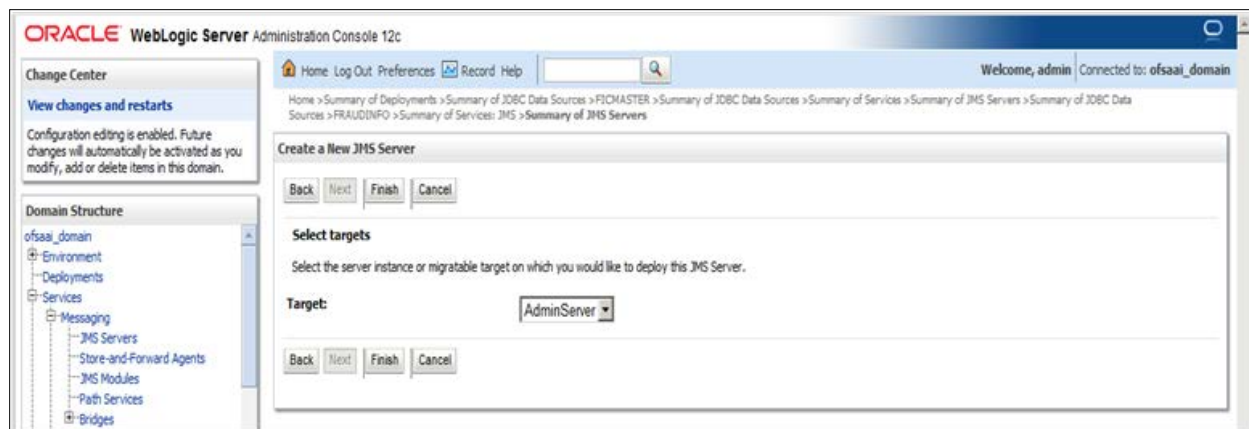 ORACLE WebLogic Server Administration Console 12c
Change Center
View changes and restarts
Configuration editing is enabled. Future
changes will automatically be activated as you
modify, add or delete items in this domain.
Domain Structure
ofsaai_domain
Environment
Deployments
Services
Messaging
JMS Servers
Store-and-Forward Agents
JMS Modules
Path Services
Bridges
Home Log Out Preferences Record Help
Welcome, admin Connected to: ofsaai_domain
Home >Summary of Deployments >Summary of JDBC Data Sources >FICMASTER >Summary of JDBC Data Sources >Summary of Services >Summary of JMS Servers >Summary of JDBC Data
Sources >FRAUDINFO >Summary of Services: JMS >Summary of JMS Servers
Create a New JMS Server
Back Next Finish Cancel
Select targets
Select the server instance or migratable target on which you would like to deploy this JMS Server.
Target: AdminServer
Back Next Finish Cancel